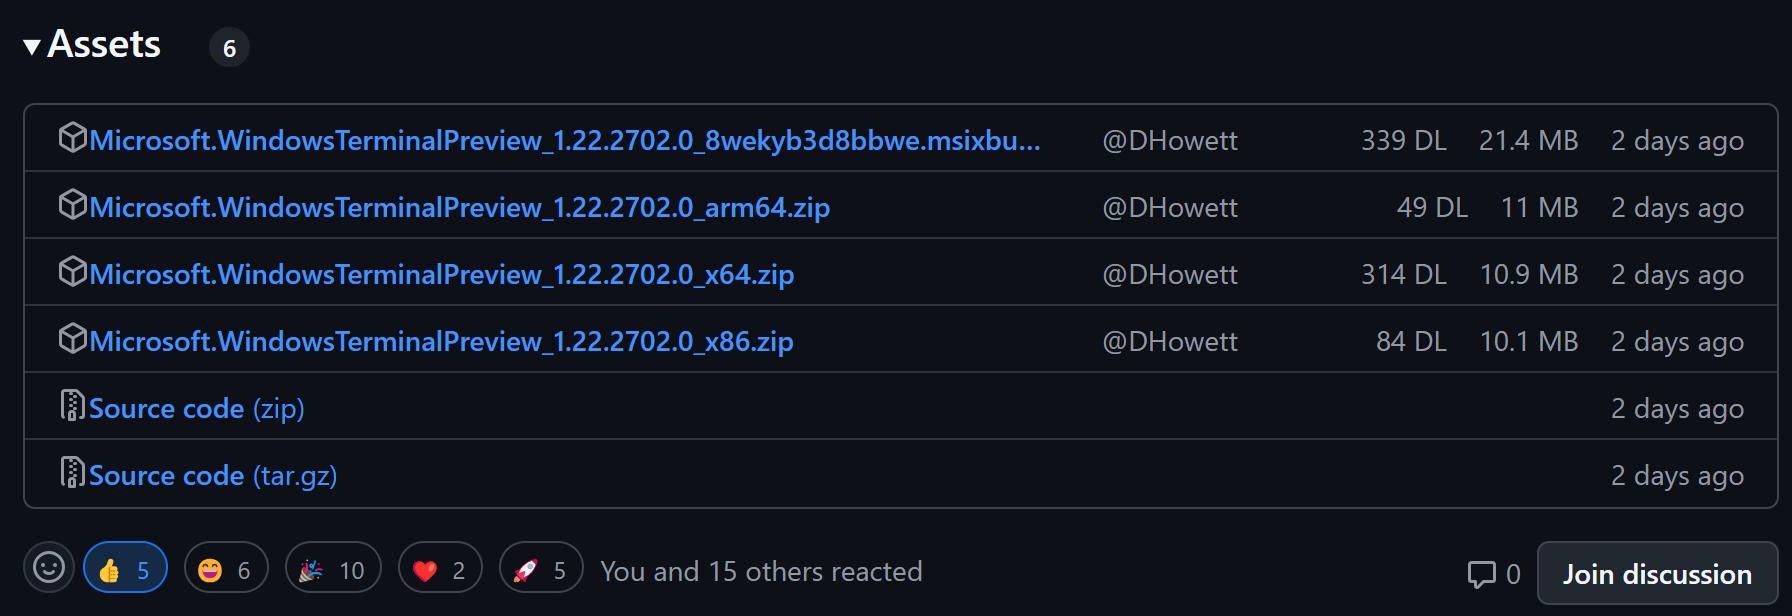 Assets 6
Microsoft.WindowsTerminalPreview_1.22.2702.0_8wekyb3d8bbwe.msixbu... @DHowett 339 DL 21.4 MB 2 days ago
Microsoft.WindowsTerminalPreview_1.22.2702.0_arm64.zip @DHowett 49 DL 11 MB 2 days ago
Microsoft.WindowsTerminalPreview_1.22.2702.0_x64.zip @DHowett 314 DL 10.9 MB 2 days ago
Microsoft.WindowsTerminalPreview_1.22.2702.0_x86.zip @DHowett 84 DL 10.1 MB 2 days ago
Source code (zip) 2 days ago
Source code (tar.gz) 2 days ago
5 6 10 2 5 You and 15 others reacted 0 Join discussion